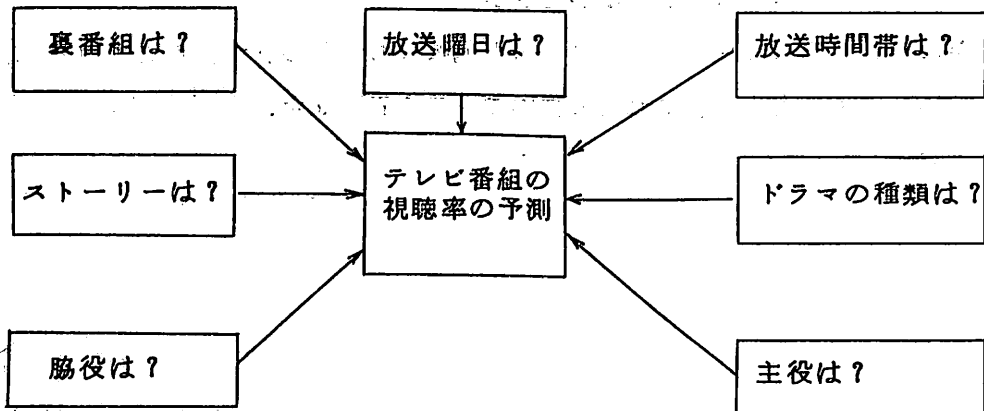 裏番組は？
放送曜日は？
放送時間帯は？
ストーリーは？
テレビ番組の
視聴率の予測
ドラマの種類は？
脇役は？
主役は？